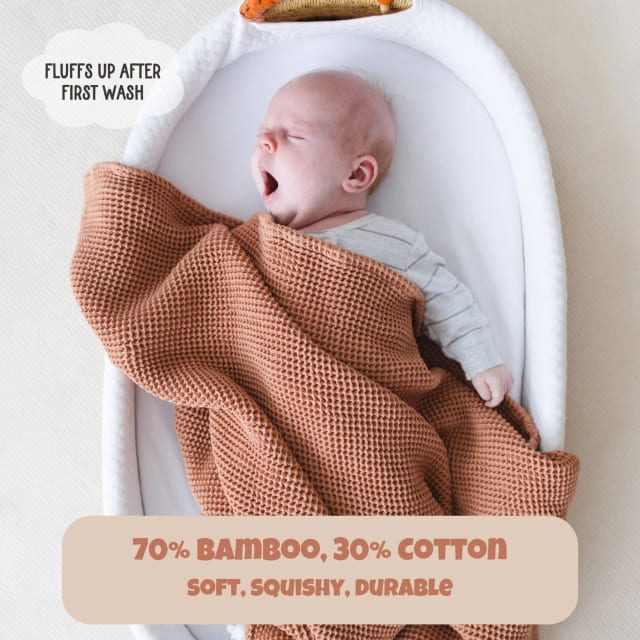 FLUFFS UP AFTER
FIRST WASH
70% BAMBOO, 30% COTTON
SOFT, SQUISHY, DURABLE